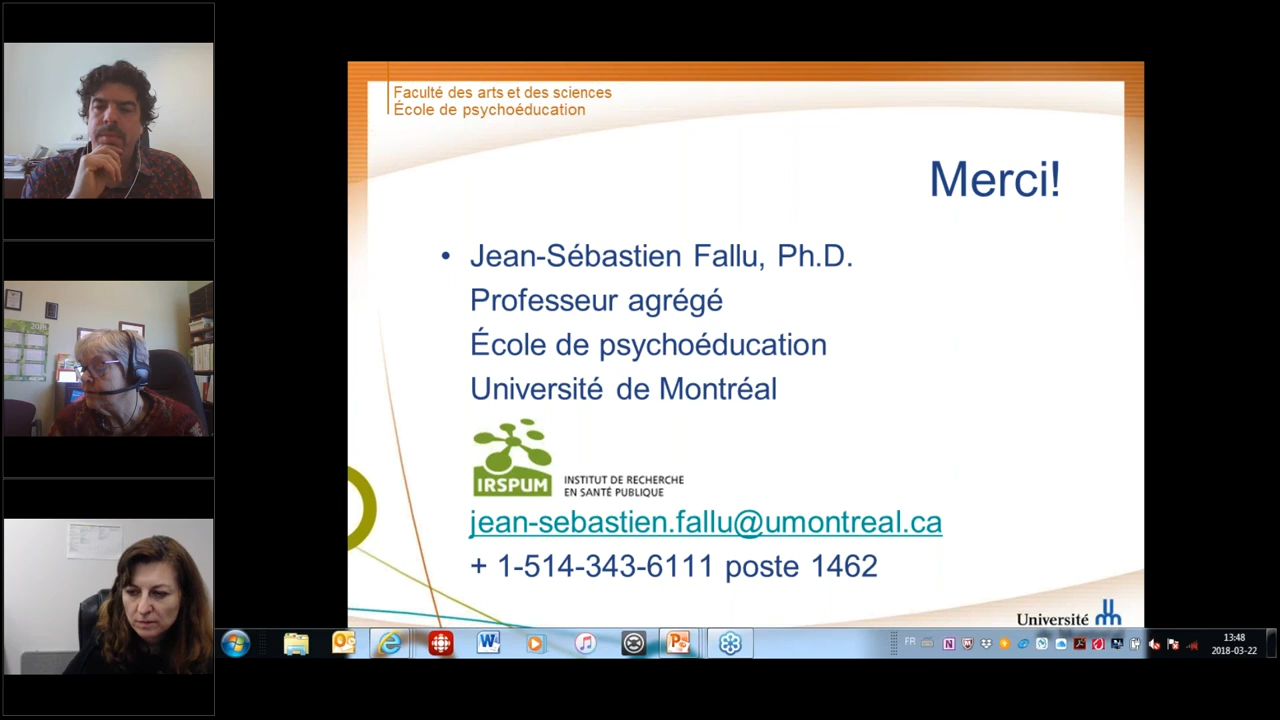 Faculté des arts et des sciences
École de psychoéducation
Merci!
• Jean-Sébastien Fallu, Ph.D.
Professeur agrégé
École de psychoéducation
Université de Montréal
IRSPUM
INSTITUT DE RECHERCHE
EN SANTÉ PUBLIQUE
jean-sebastien.fallu@umontreal.ca
+ 1-514-343-6111 poste 1462
Université
FR
13:48
2018-03-22